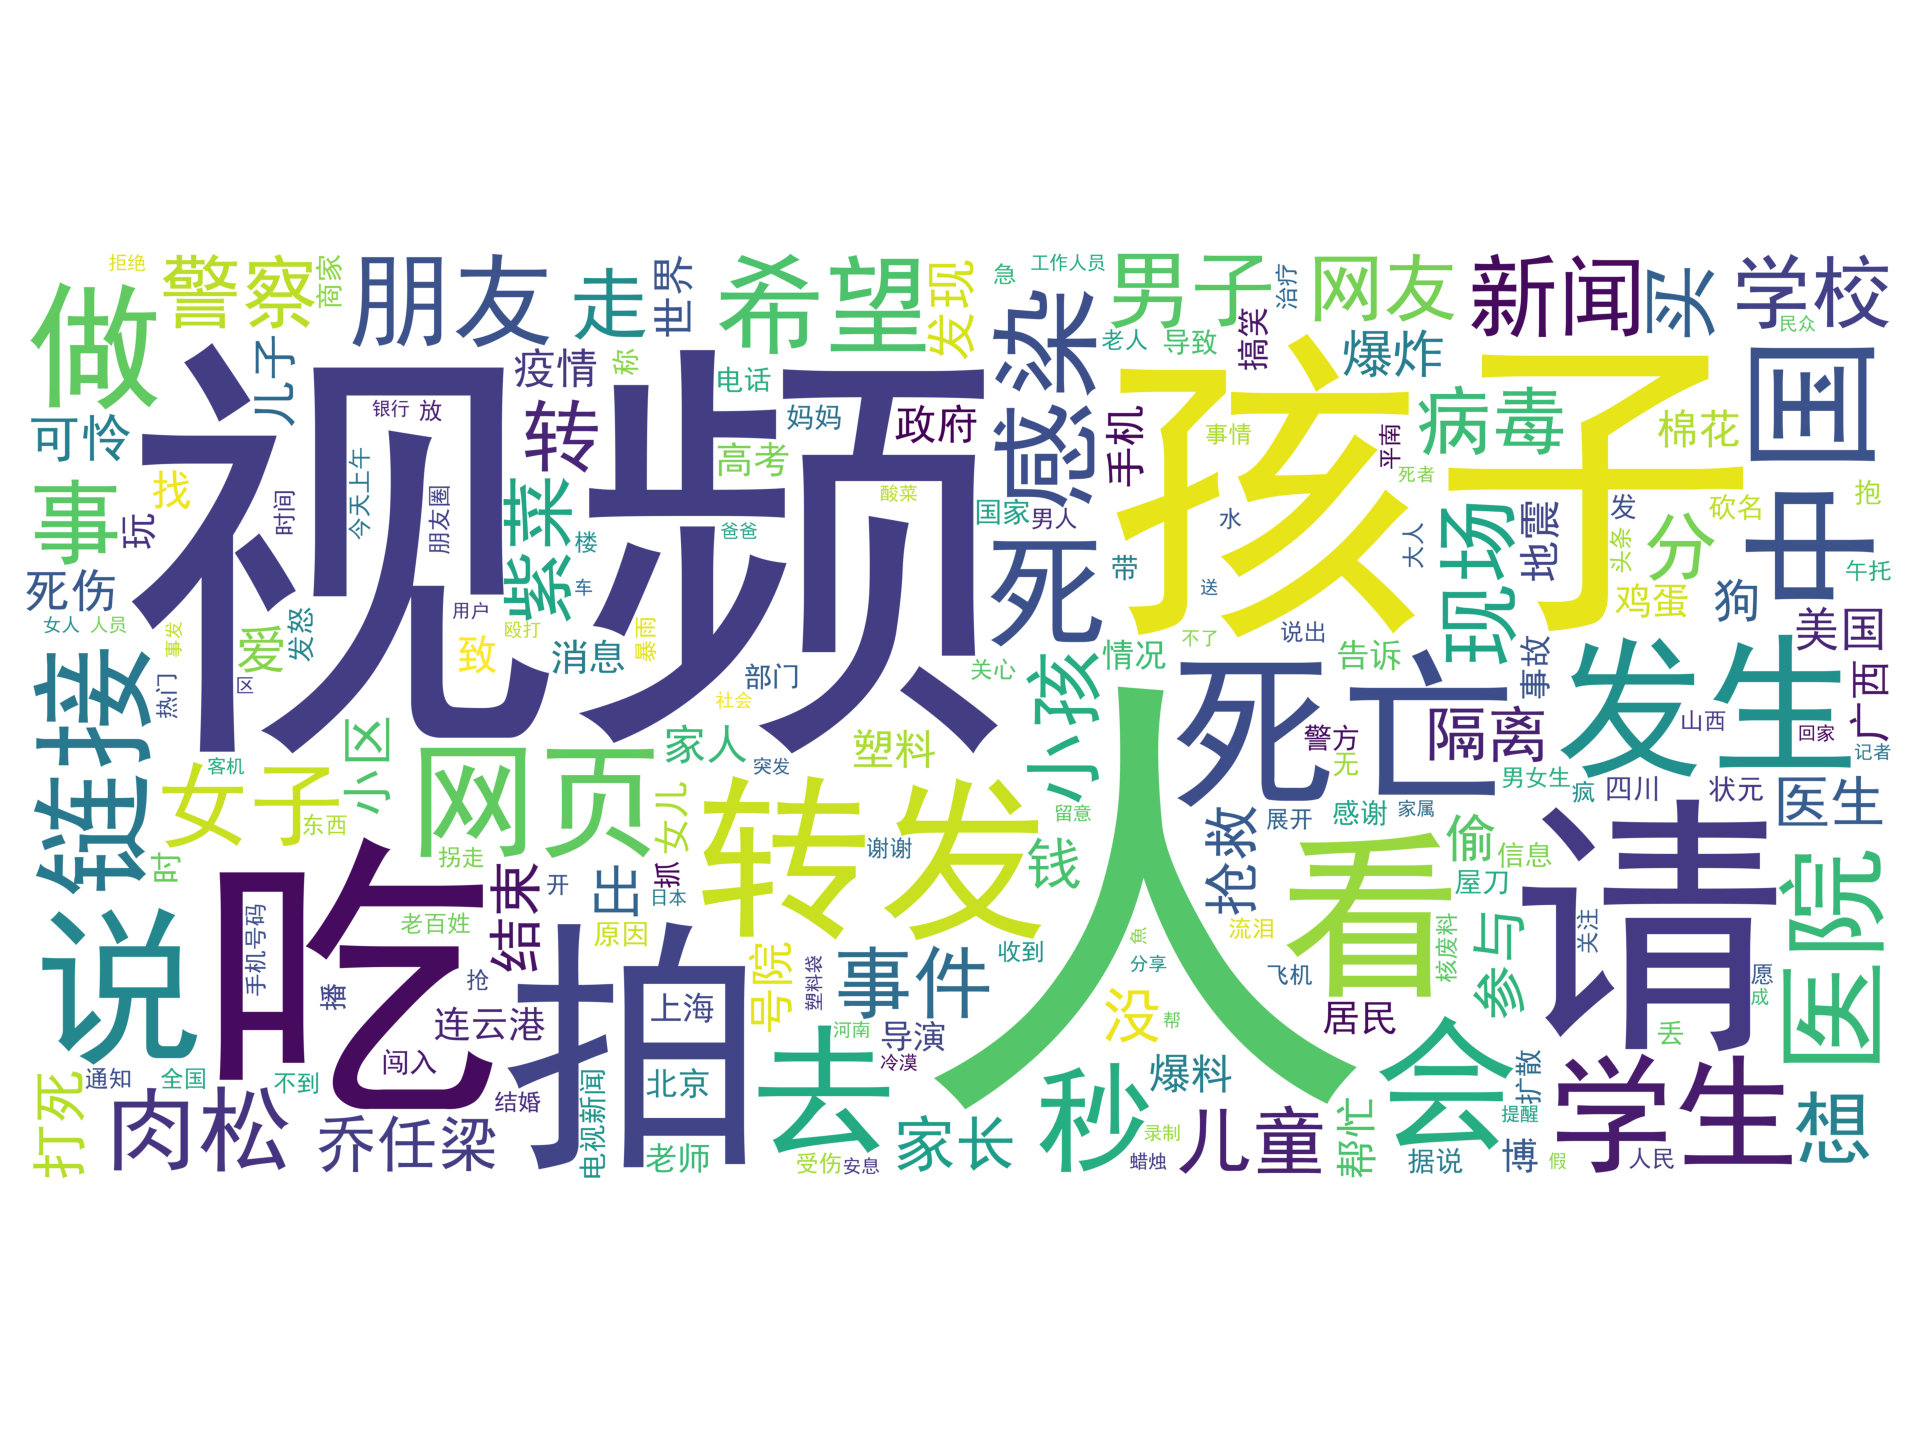 拒绝
警察
商家
朋友
走
世界
希望
发现
急
工作人员
男子
治疗
网友
新闻
买
学校
民众
做
儿子
疫情
称
电话
感染
老人
导致
搞笑
爆炸
中国
可怜
银行
放
转
妈妈
政府
高考
手机
事情
平南
病毒
棉花
视频
孩子
事
找
玩
时间
今天上午
朋友圈
紫菜
楼
爸爸
酸菜
国家
男人
死
带
水
死者
大人
现场
地震
发
头条
分
砍名
抱
午托
死伤
女人
人员
事发
爱
发怒
用户
车
殴打
致
消息
暴雨
部门
社会
关心
小孩
情况
不了
送
说出
告诉
事故
鸡蛋
狗
美国
广西
链接
热门
区
小区
女子
客机
东西
网页
家人
女儿
突发
塑料
人
死亡
警方
无
隔离
发生
男女生
疯
四川
山西
状元
回家
记者
医生
时
拐走
转发
谢谢
留意
钱
抢救
展开
感谢
家属
看
偷
信息
屋刀
请
医院
说
吃
手机号码
播
老百姓
抢
结束
开
出
抓
日本
原因
号院
塑料袋
事件
收到
魚
分享
流泪
飞机
核废料
参与
关注
愿
成
连云港
闯入
拍
上海
河南
导演
冷漠
没
帮
居民
会
丢
打死
通知
全国
不到
肉松
乔任梁
结婚
电视新闻
北京
老师
去
受伤
安息
家长
秒
爆料
录制
蜡烛
儿童
帮忙
据说
扩散
提醒
博
假
学生
人民
想